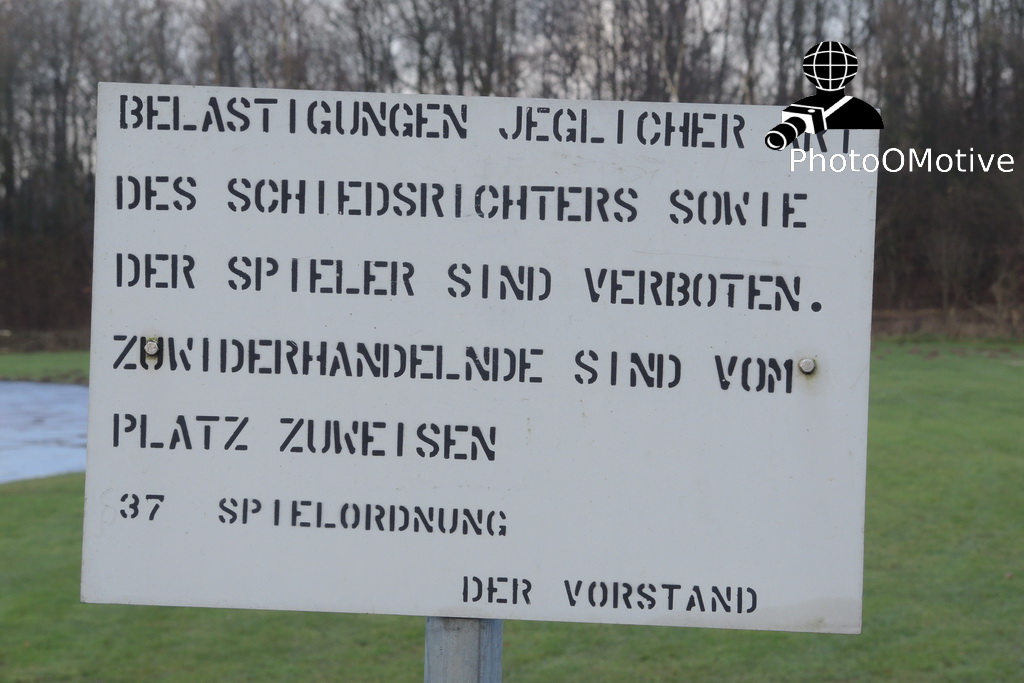 BELASTIGUNGEN JEGLICHER ART
PhotoOMotive
DES SCHIEDSRICHTERS SOWIE
DER SPIELER SIND VERBOTEN.
ZUWIDERHANDELNDE SIND VOM
PLATZ ZUWEISEN
37 SPIELORDNUNG
DER VORSTAND